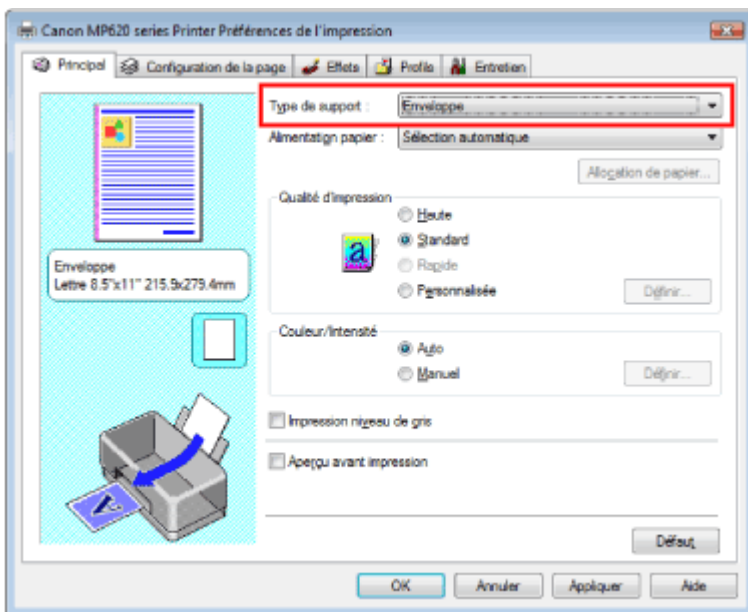 Canon MP620 series Printer Préférences de l'impression
Principal Configuration de la page Effets Profils Entretien
Type de support : Enveloppe
Alimentation papier : Sélection automatique
Allocation de papier...
Qualité d'impression
Haute
Standard
Rapide
Personnalisée Définir...
Enveloppe
Lettre 8.5"x11" 215.9x279.4mm
Couleur/Intensité
Auto
Manuel Définir...
Impression niveau de gris
Aperçu avant impression
Défaut
OK Annuler Appliquer Aide